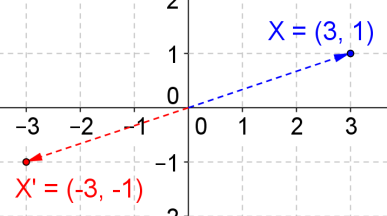 2
X = (3, 1)
1
0
−3 −2 −1 0 1 2 3
−1
X' = (-3, -1)